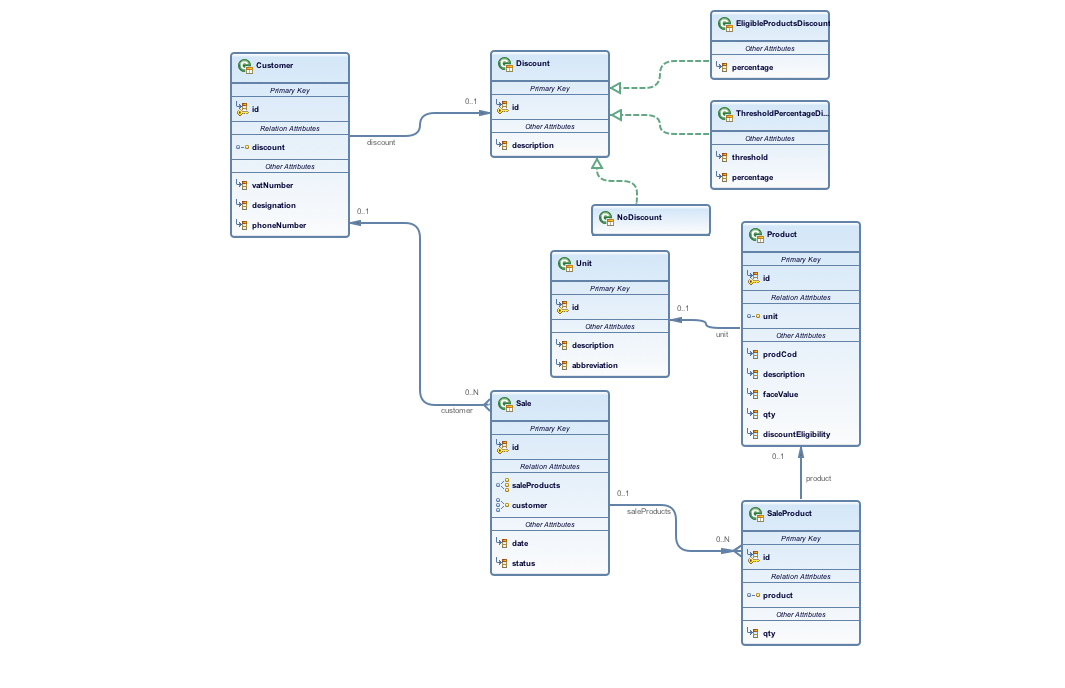 EligibleProductsDiscount
Other Attributes
percentage
Customer
Primary Key
id
Relation Attributes
discount
Other Attributes
vatNumber
designation
phoneNumber
0..1
discount
Discount
Primary Key
id
Other Attributes
description
ThresholdPercentageDi...
Other Attributes
threshold
percentage
NoDiscount
0..1
Unit
Primary Key
id
Other Attributes
description
abbreviation
0..1
unit
Product
Primary Key
id
Relation Attributes
unit
Other Attributes
prodCod
description
faceValue
qty
discountEligibility
0..N
customer
Sale
Primary Key
id
Relation Attributes
saleProducts
customer
Other Attributes
date
status
0..1
product
0..1
saleProducts
0..N
SaleProduct
Primary Key
id
Relation Attributes
product
Other Attributes
qty